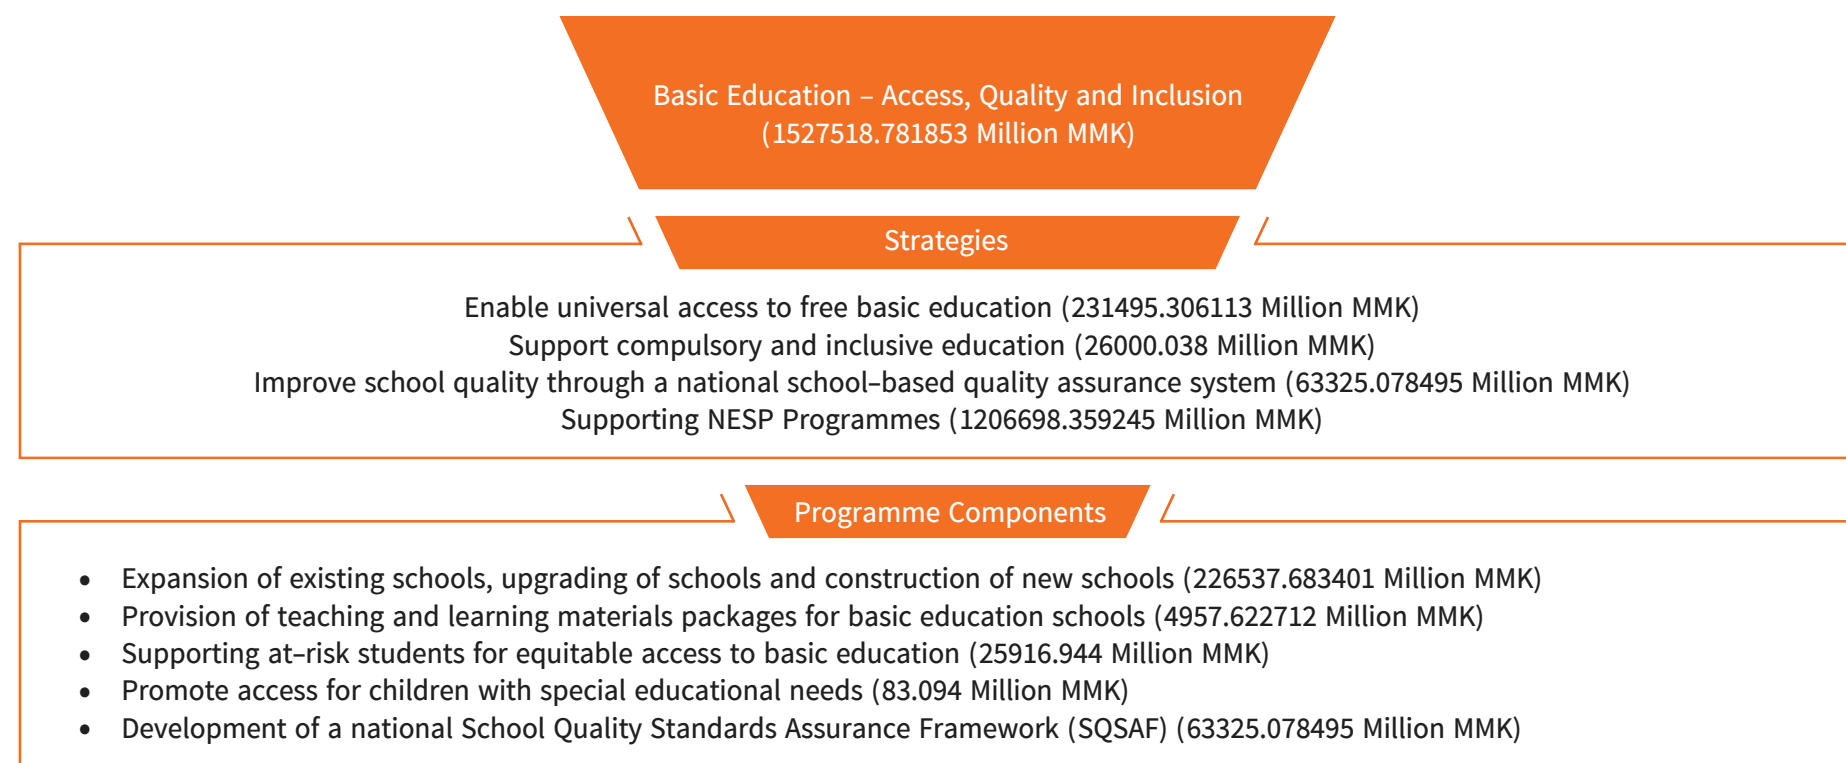 Basic Education – Access, Quality and Inclusion
(1527518.781853 Million MMK)
Strategies
Enable universal access to free basic education (231495.306113 Million MMK)
Support compulsory and inclusive education (26000.038 Million MMK)
Improve school quality through a national school–based quality assurance system (63325.078495 Million MMK)
Supporting NESP Programmes (1206698.359245 Million MMK)
Programme Components
• Expansion of existing schools, upgrading of schools and construction of new schools (226537.683401 Million MMK)
• Provision of teaching and learning materials packages for basic education schools (4957.622712 Million MMK)
• Supporting at–risk students for equitable access to basic education (25916.944 Million MMK)
• Promote access for children with special educational needs (83.094 Million MMK)
• Development of a national School Quality Standards Assurance Framework (SQSAF) (63325.078495 Million MMK)